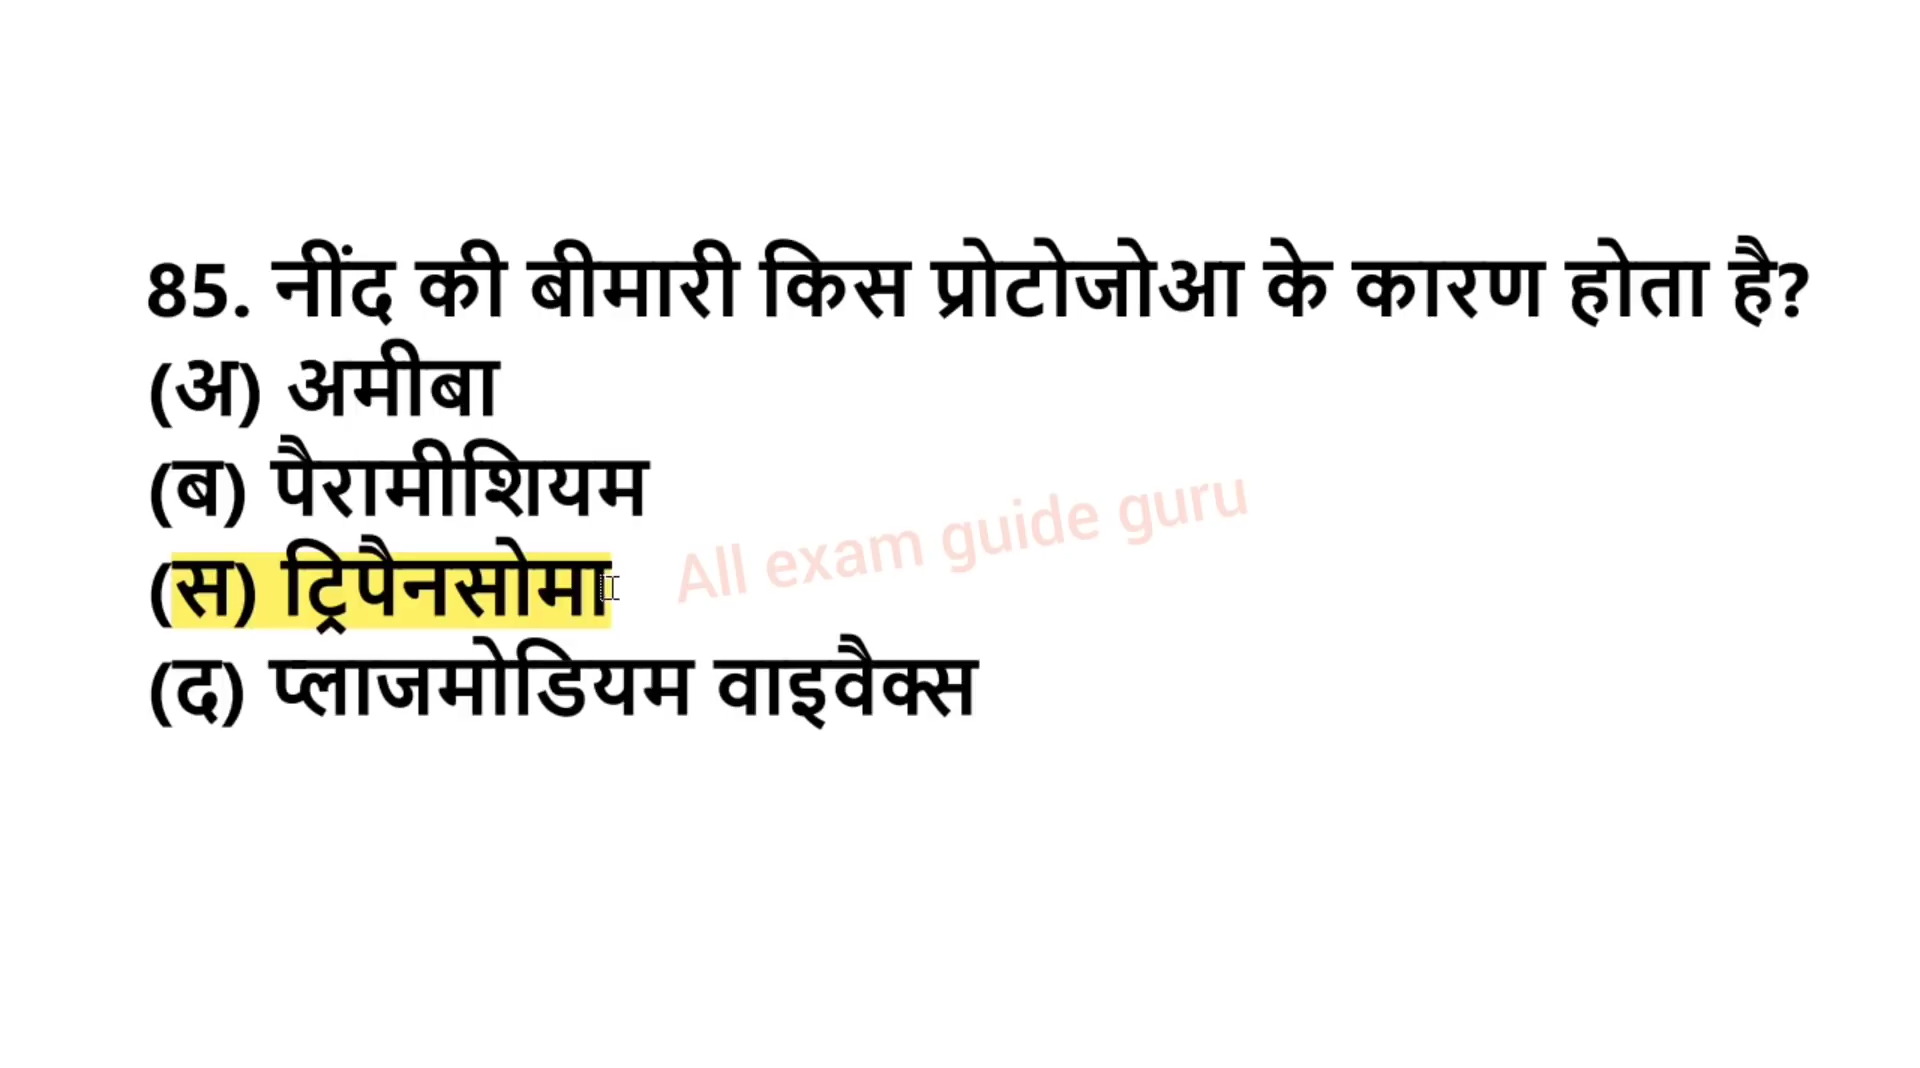 85. नींद की बीमारी किस प्रोटोजोआ के कारण होता है?
(अ) अमीबा
(ब) पैरामीशियम
(स) ट्रिपैनसोमा
All exam guide guru
(द) प्लाजमोडियम वाइवैक्स